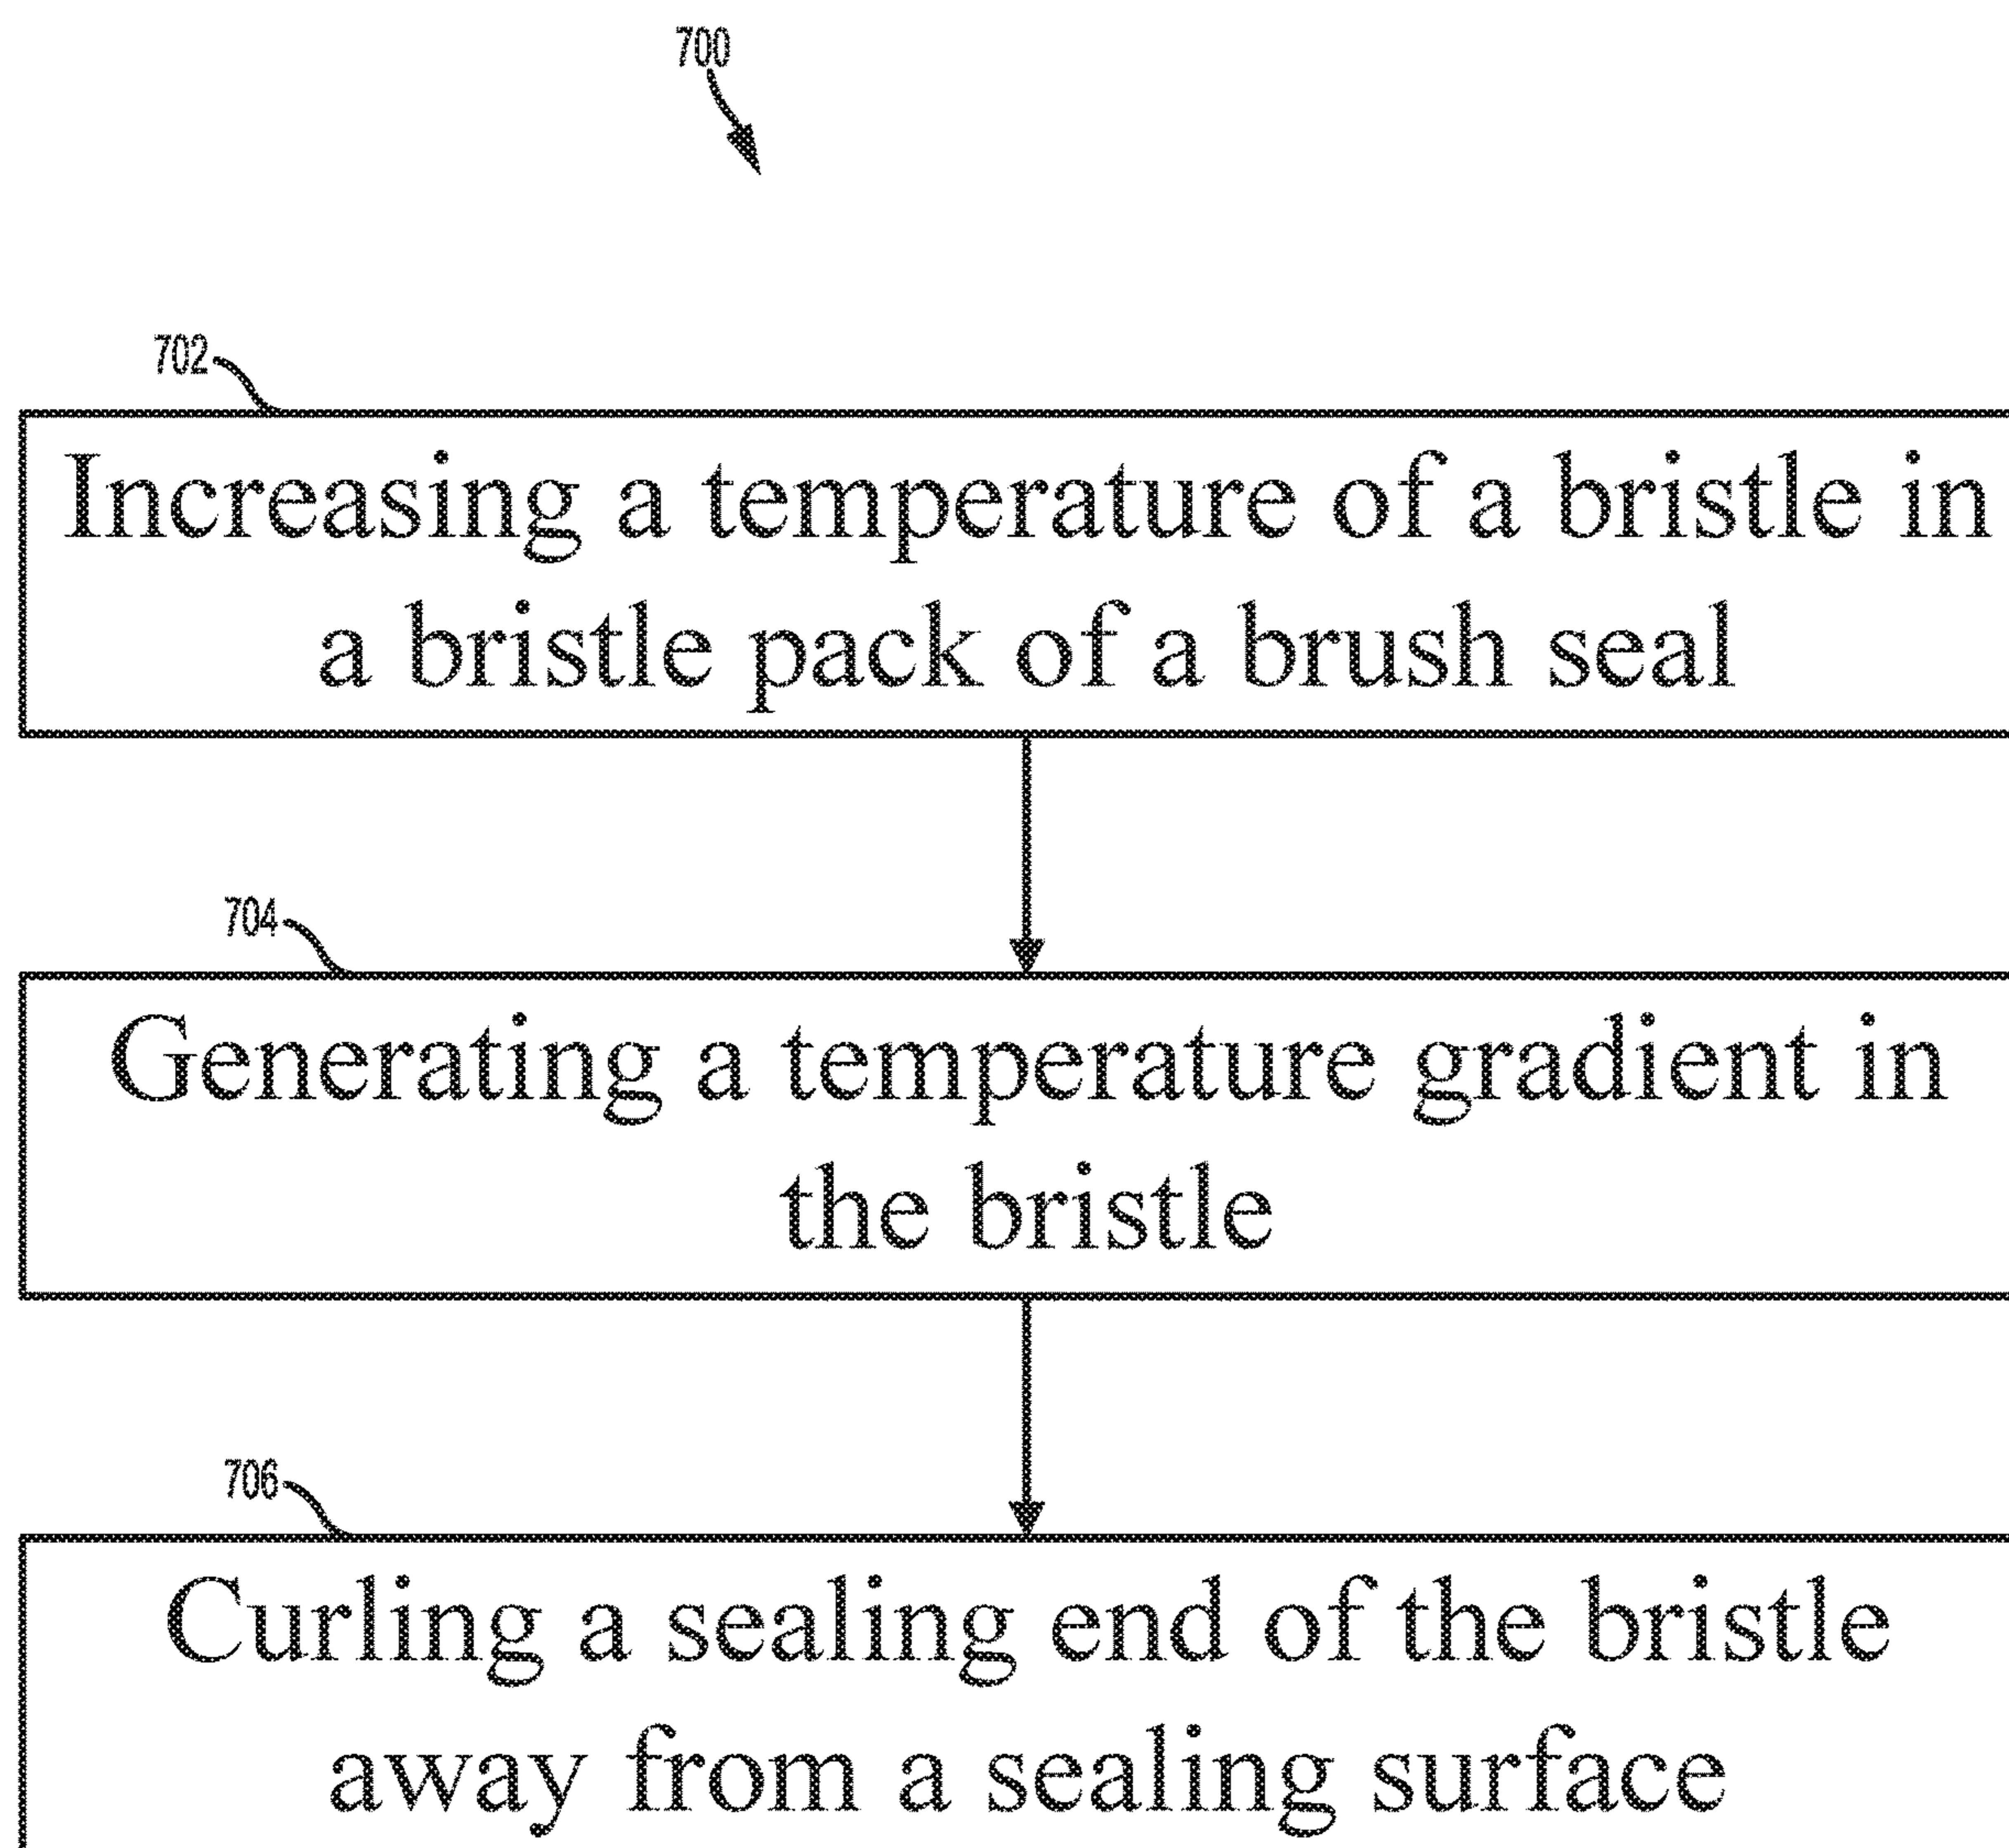 700
702
Increasing a temperature of a bristle in
a bristle pack of a brush seal
704
Generating a temperature gradient in
the bristle
706
Curling a sealing end of the bristle
away from a sealing surface